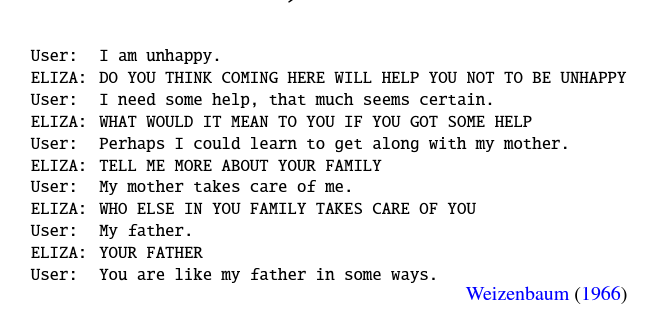 User: I am unhappy.
ELIZA: DO YOU THINK COMING HERE WILL HELP YOU NOT TO BE UNHAPPY
User: I need some help, that much seems certain.
ELIZA: WHAT WOULD IT MEAN TO YOU IF YOU GOT SOME HELP
User: Perhaps I could learn to get along with my mother.
ELIZA: TELL ME MORE ABOUT YOUR FAMILY
User: My mother takes care of me.
ELIZA: WHO ELSE IN YOU FAMILY TAKES CARE OF YOU
User: My father.
ELIZA: YOUR FATHER
User: You are like my father in some ways.
Weizenbaum (1966)